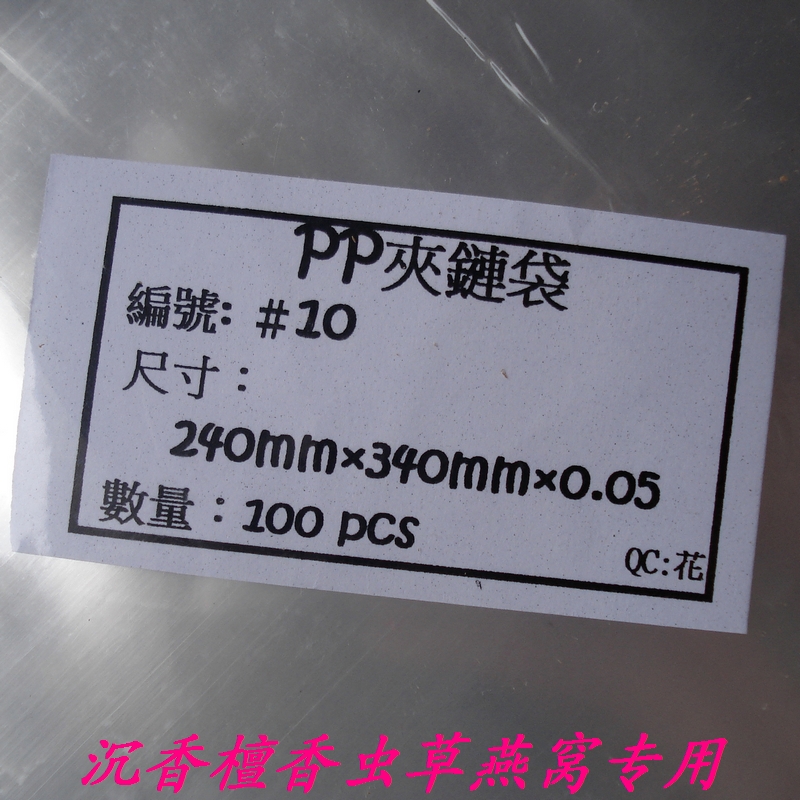 PP夾鏈袋
編號: #10
尺寸：
240mm×340mm×0.05
數量：100 pcs
QC:花
沉香檀香虫草燕窝专用